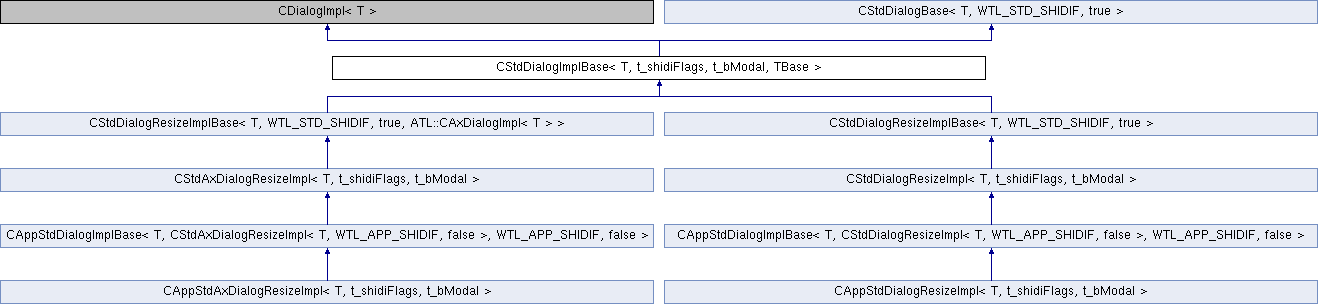 CDialogImpl< T >
CStdDialogBase< T, WTL_STD_SHIDIF, true >
CStdDialogImplBase< T, t_shidiFlags, t_bModal, TBase >
CStdDialogResizeImplBase< T, WTL_STD_SHIDIF, true, ATL::CAxDialogImpl< T > >
CStdDialogResizeImplBase< T, WTL_STD_SHIDIF, true >
CStdAxDialogResizeImpl< T, t_shidiFlags, t_bModal >
CStdDialogResizeImpl< T, t_shidiFlags, t_bModal >
CAppStdDialogImplBase< T, CStdAxDialogResizeImpl< T, WTL_APP_SHIDIF, false >, WTL_APP_SHIDIF, false >
CAppStdDialogImplBase< T, CStdDialogResizeImpl< T, WTL_APP_SHIDIF, false >, WTL_APP_SHIDIF, false >
CAppStdAxDialogResizeImpl< T, t_shidiFlags, t_bModal >
CAppStdDialogResizeImpl< T, t_shidiFlags, t_bModal >